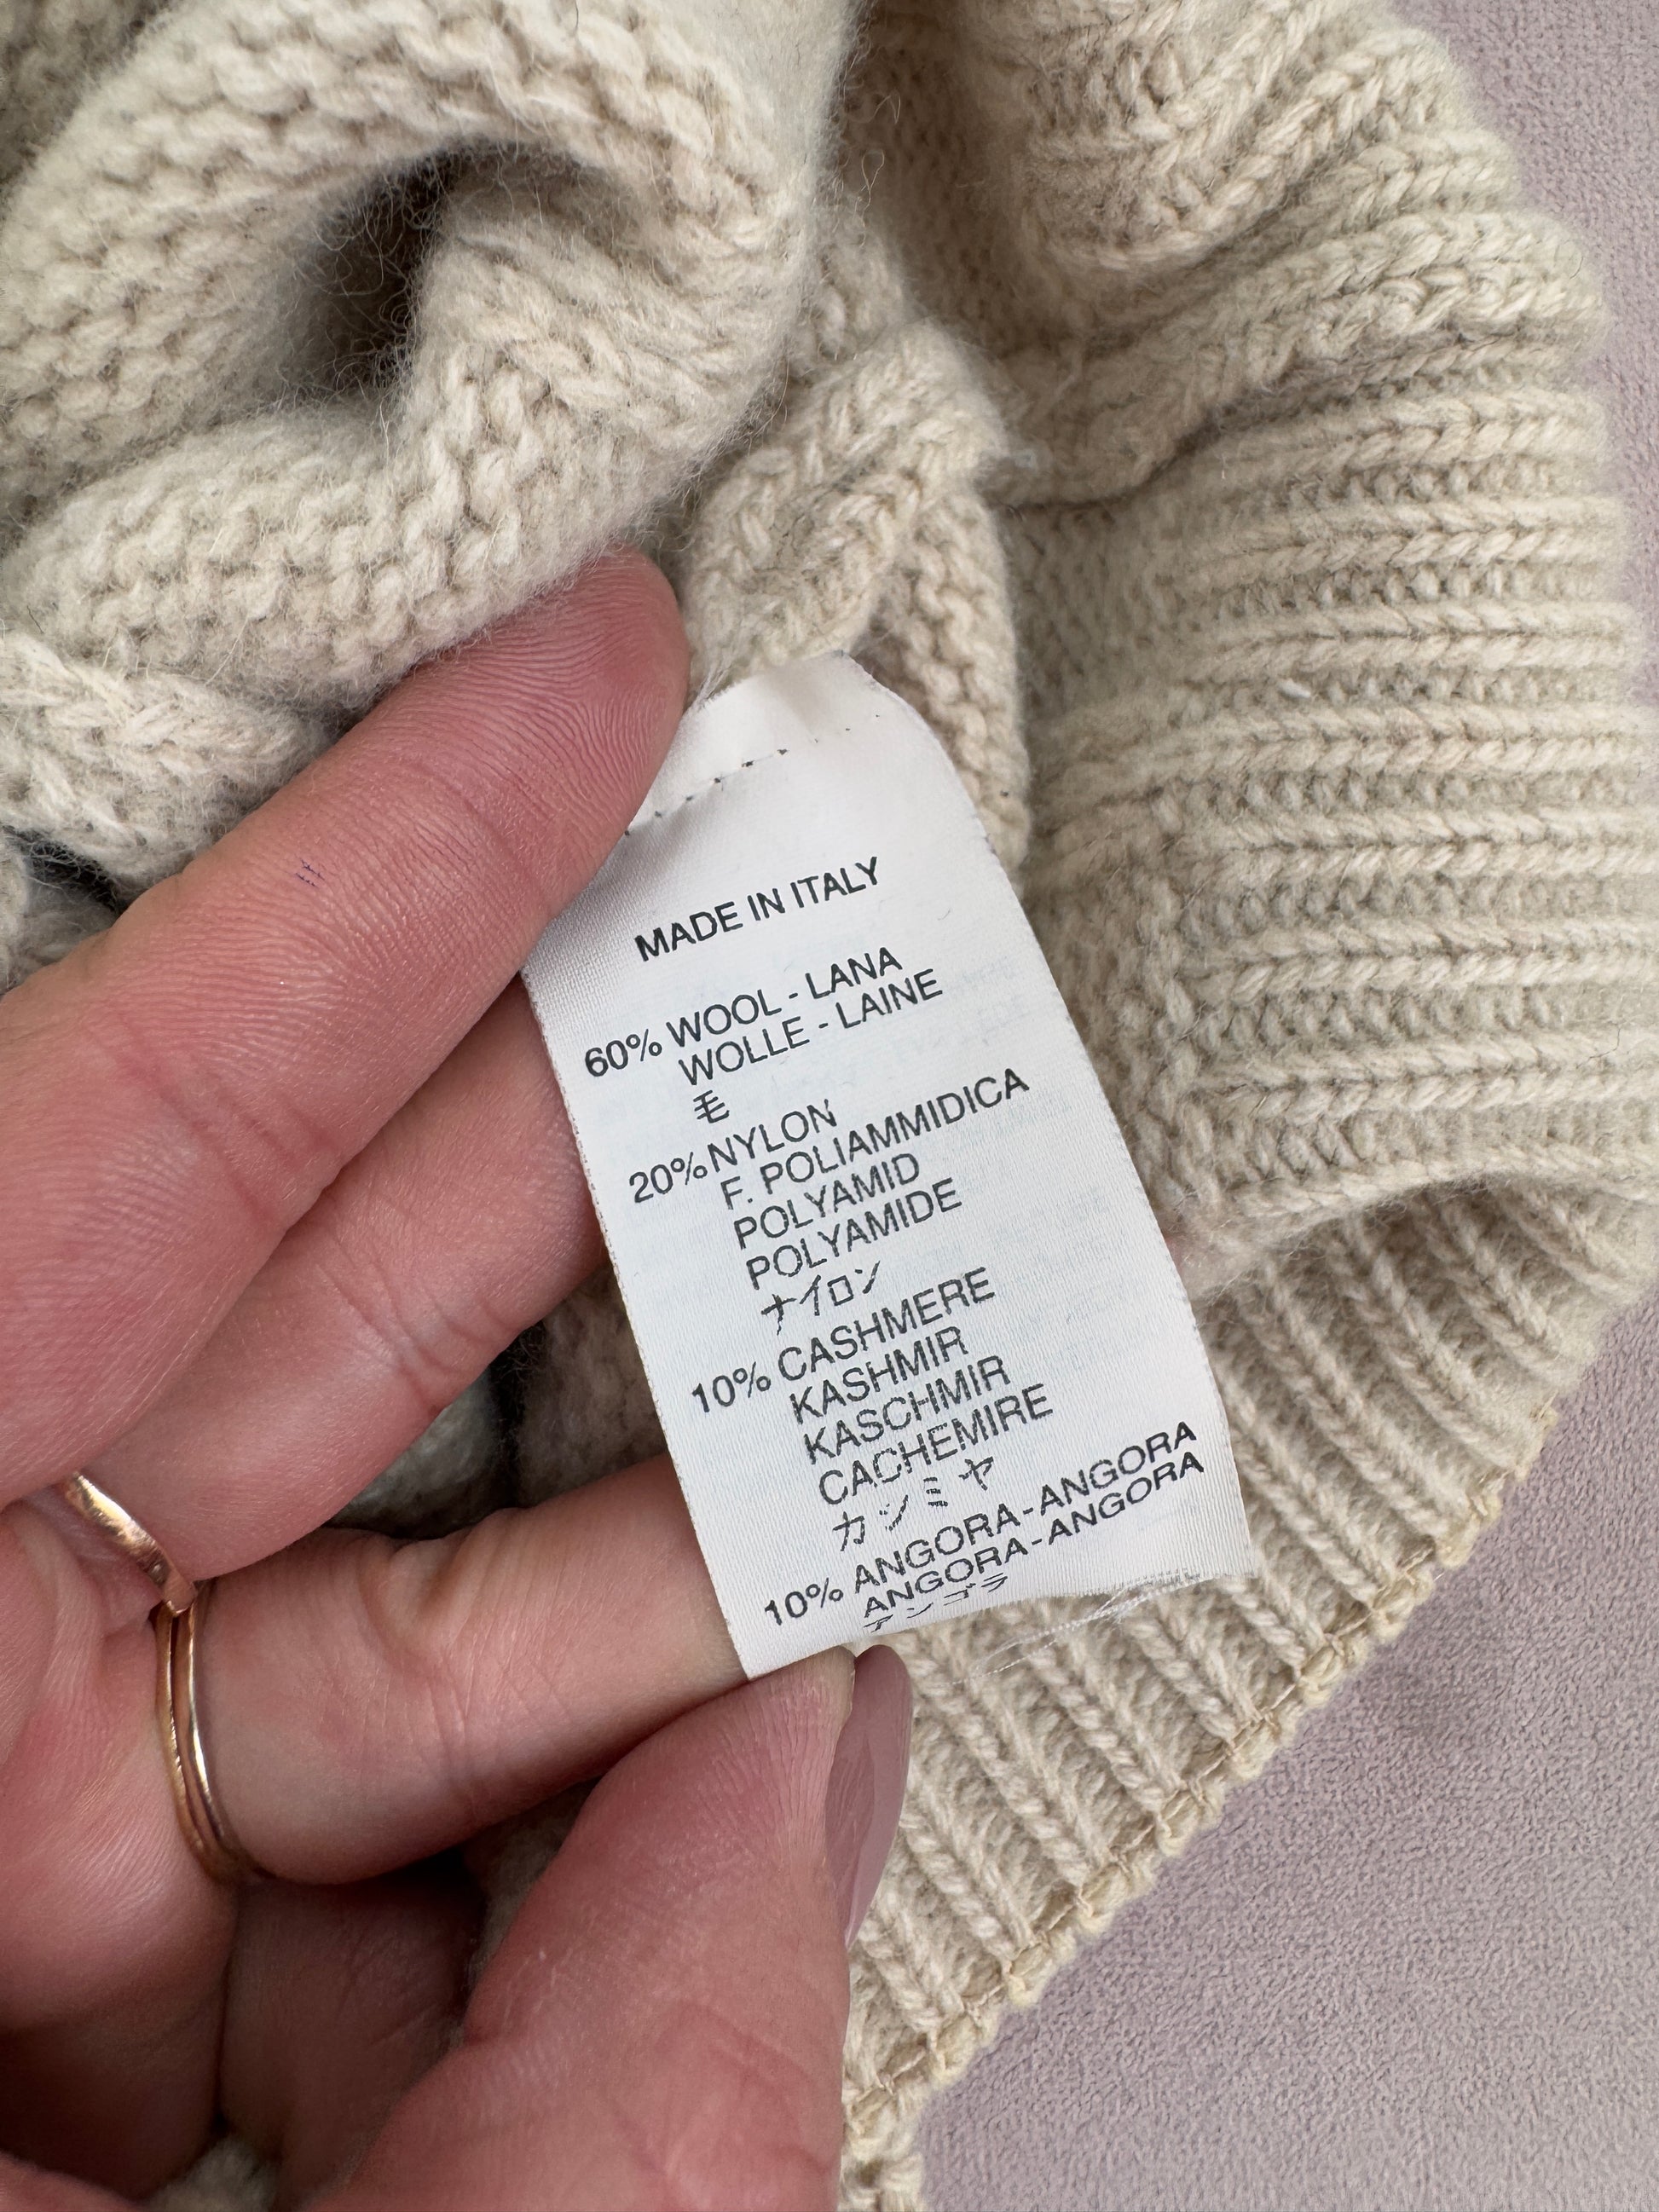 MADE IN ITALY
60% WOOL - LANA
WOLLE - LAINE
毛
20% NYLON
F. POLIAMMIDICA
POLYAMID
POLYAMIDE
ナイロン
10% CASHMERE
KASHMIR
KASCHMIR
CACHEMIRE
カシミヤ
10% ANGORA-ANGORA
ANGORA-ANGORA
アンゴラ